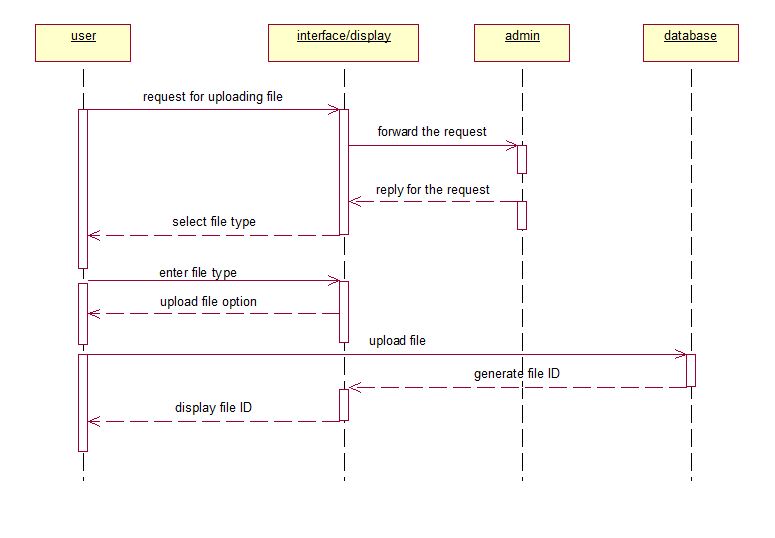 user
interface/display
admin
database
request for uploading file
forward the request
reply for the request
select file type
enter file type
upload file option
upload file
generate file ID
display file ID